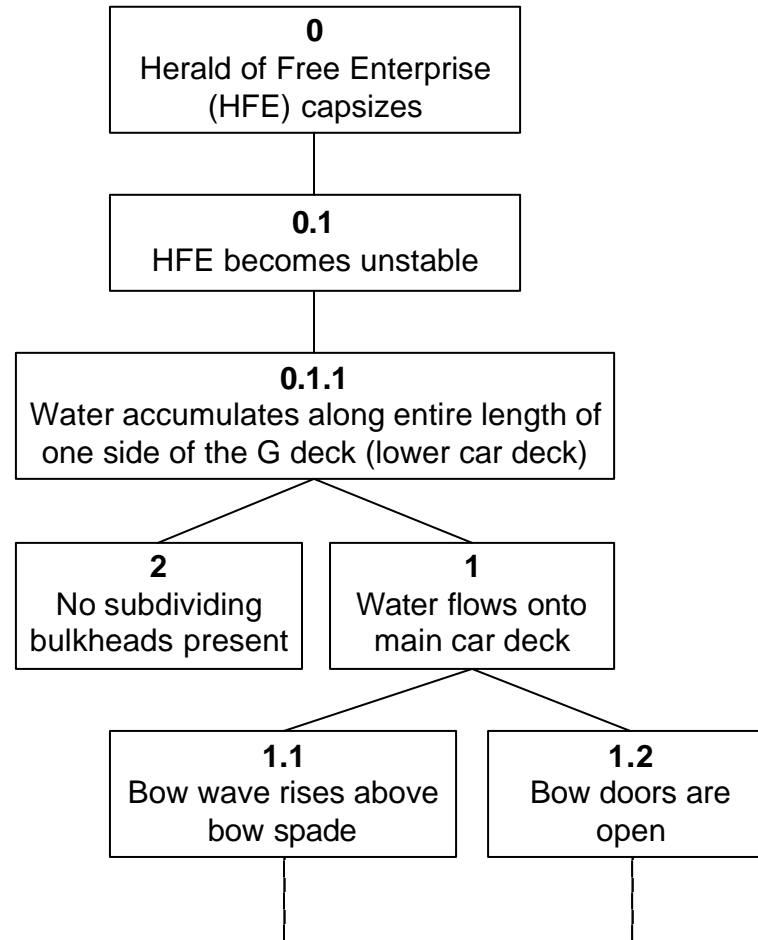 0
Herald of Free Enterprise
(HFE) capsizes
0.1
HFE becomes unstable
0.1.1
Water accumulates along entire length of
one side of the G deck (lower car deck)
2
No subdividing
bulkheads present
1
Water flows onto
main car deck
1.1
Bow wave rises above
bow spade
1.2
Bow doors are
open